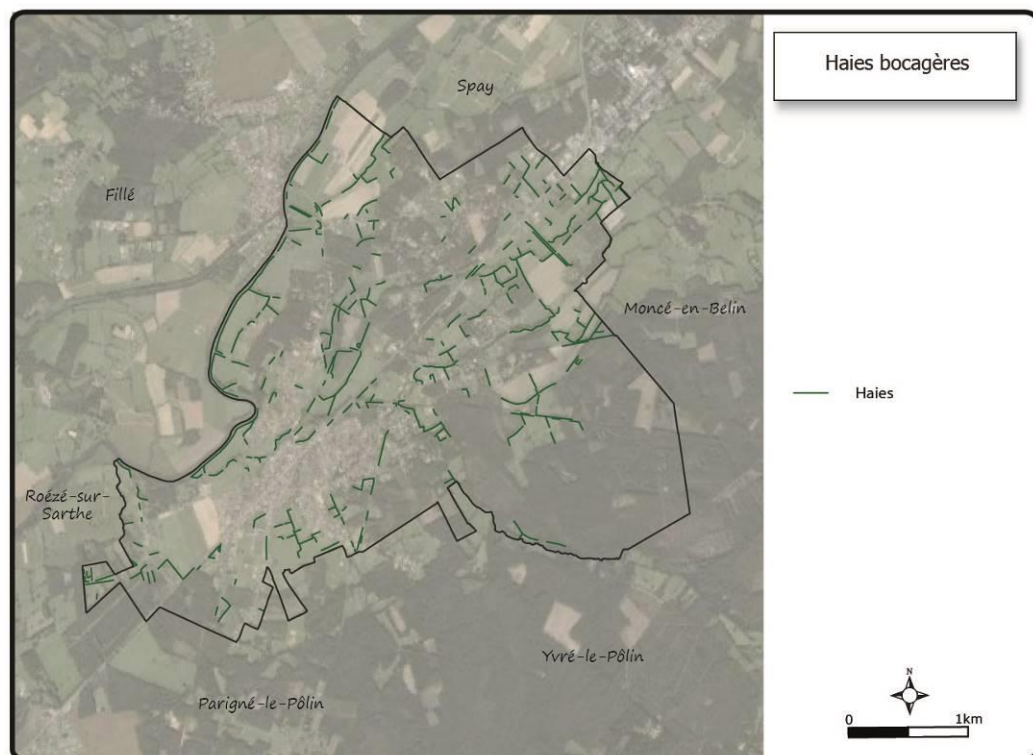 Haies bocagères
Spay
Fillé
Moncé-en-Belin
Haies
Roézé-sur-
Sarthe
Yvré-le-Pôlin
Parigné-le-Pôlin
N
0 1km